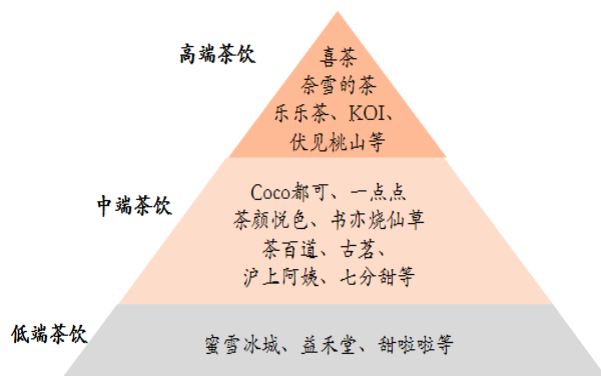 高端茶饮
喜茶
奈雪的茶
乐乐茶、KOI、
伏见桃山等
中端茶饮
Coco都可、一点点
茶颜悦色、书亦烧仙草
茶百道、古茗、
沪上阿姨、七分甜等
低端茶饮
蜜雪冰城、益禾堂、甜啦啦等